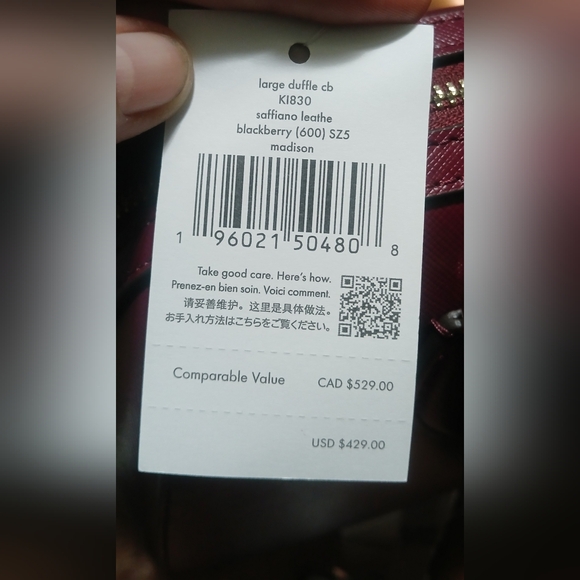 large duffle cb
KI830
saffiano leathe
blackberry (600) SZ5
madison
1 96021 50480 8
Take good care. Here's how.
Prenez-en bien soin. Voici comment.
请妥善维护。这里是具体做法。
お手入れ方法はこちらをご覧ください。
Comparable Value CAD $529.00
USD $429.00